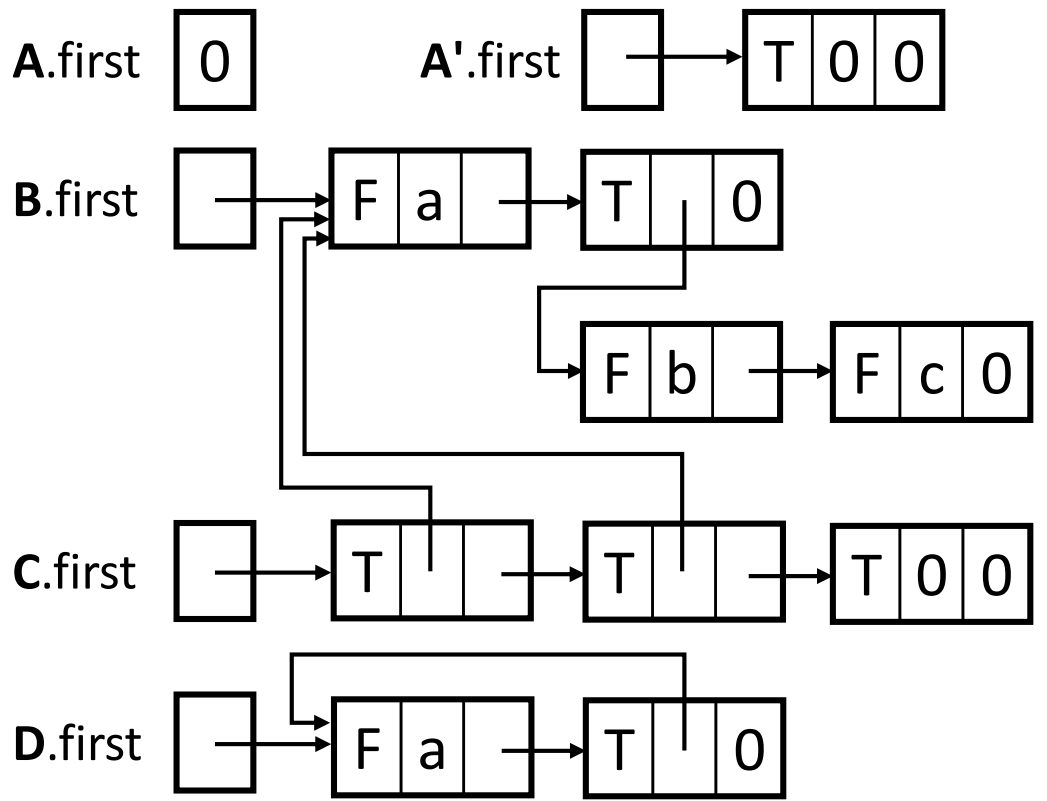 A.first 0 A'.first T 0 0
B.first F a T 0
F b F c 0
C.first T T T 0 0
D.first F a T 0